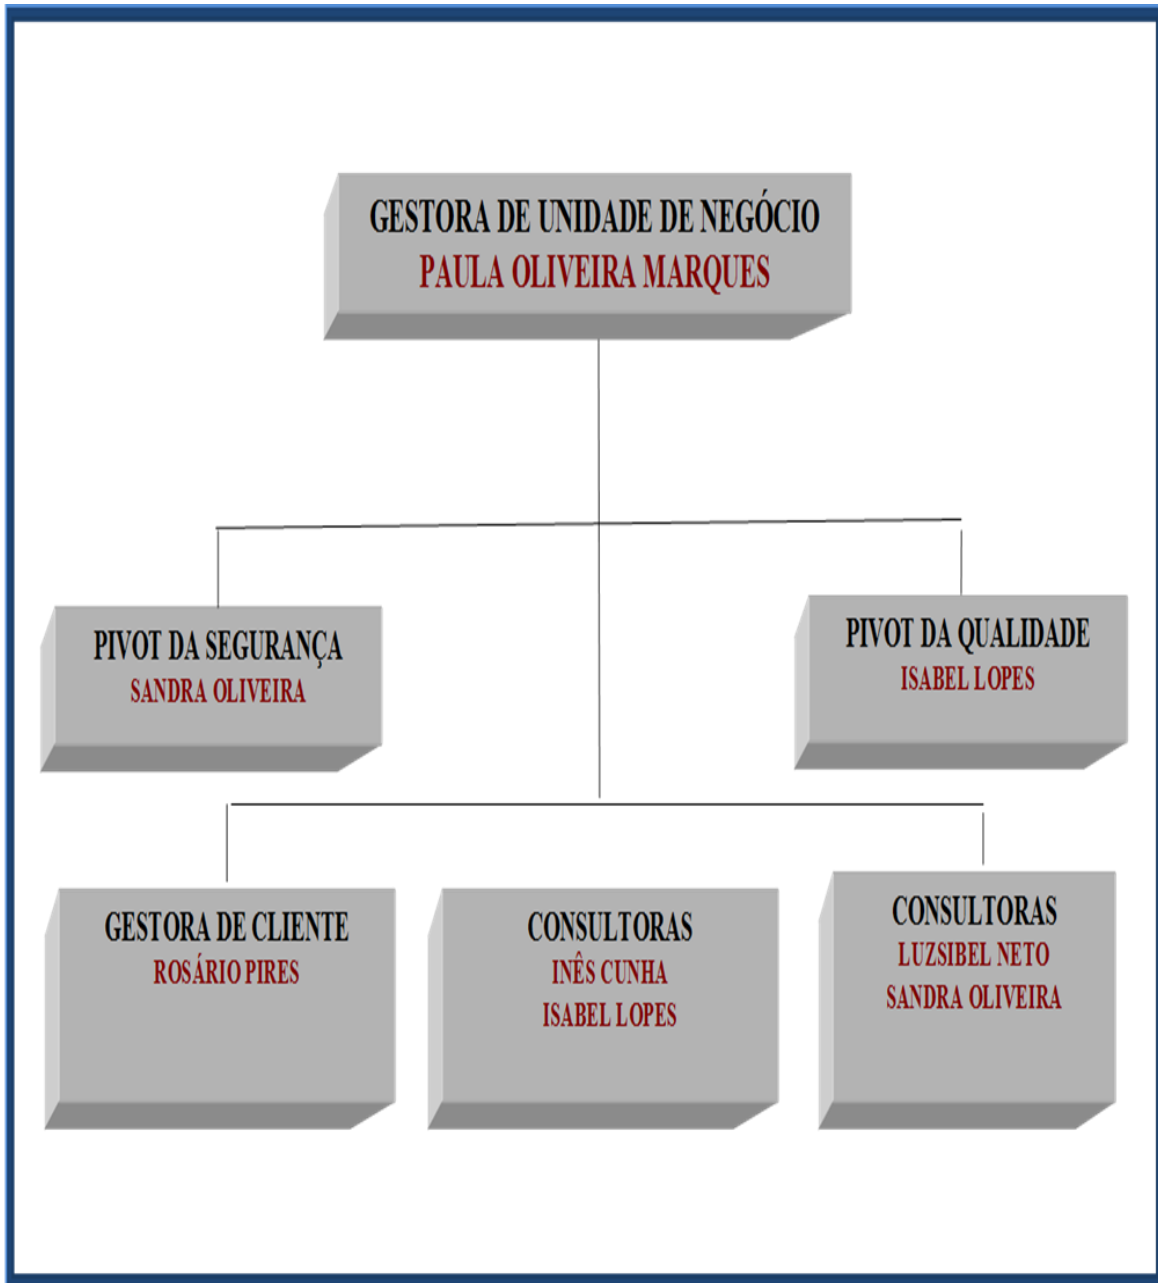 GESTORA DE UNIDADE DE NEGÓCIO
PAULA OLIVEIRA MARQUES
PIVOT DA SEGURANÇA
SANDRA OLIVEIRA
PIVOT DA QUALIDADE
ISABEL LOPES
GESTORA DE CLIENTE
ROSÁRIO PIRES
CONSULTORAS
INÊS CUNHA
ISABEL LOPES
CONSULTORAS
LUZSIBEL NETO
SANDRA OLIVEIRA